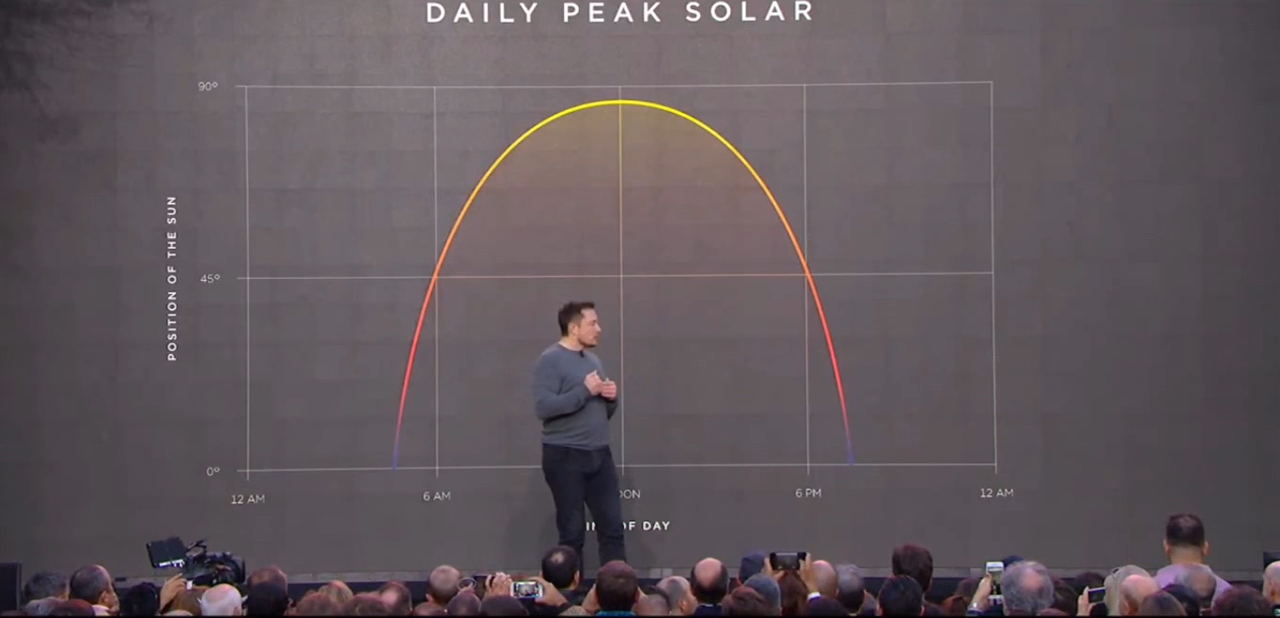 DAILY PEAK SOLAR
90°
POSITION OF THE SUN
45°
0°
12 AM
6 AM
OON
6 PM
12 AM
OF DAY